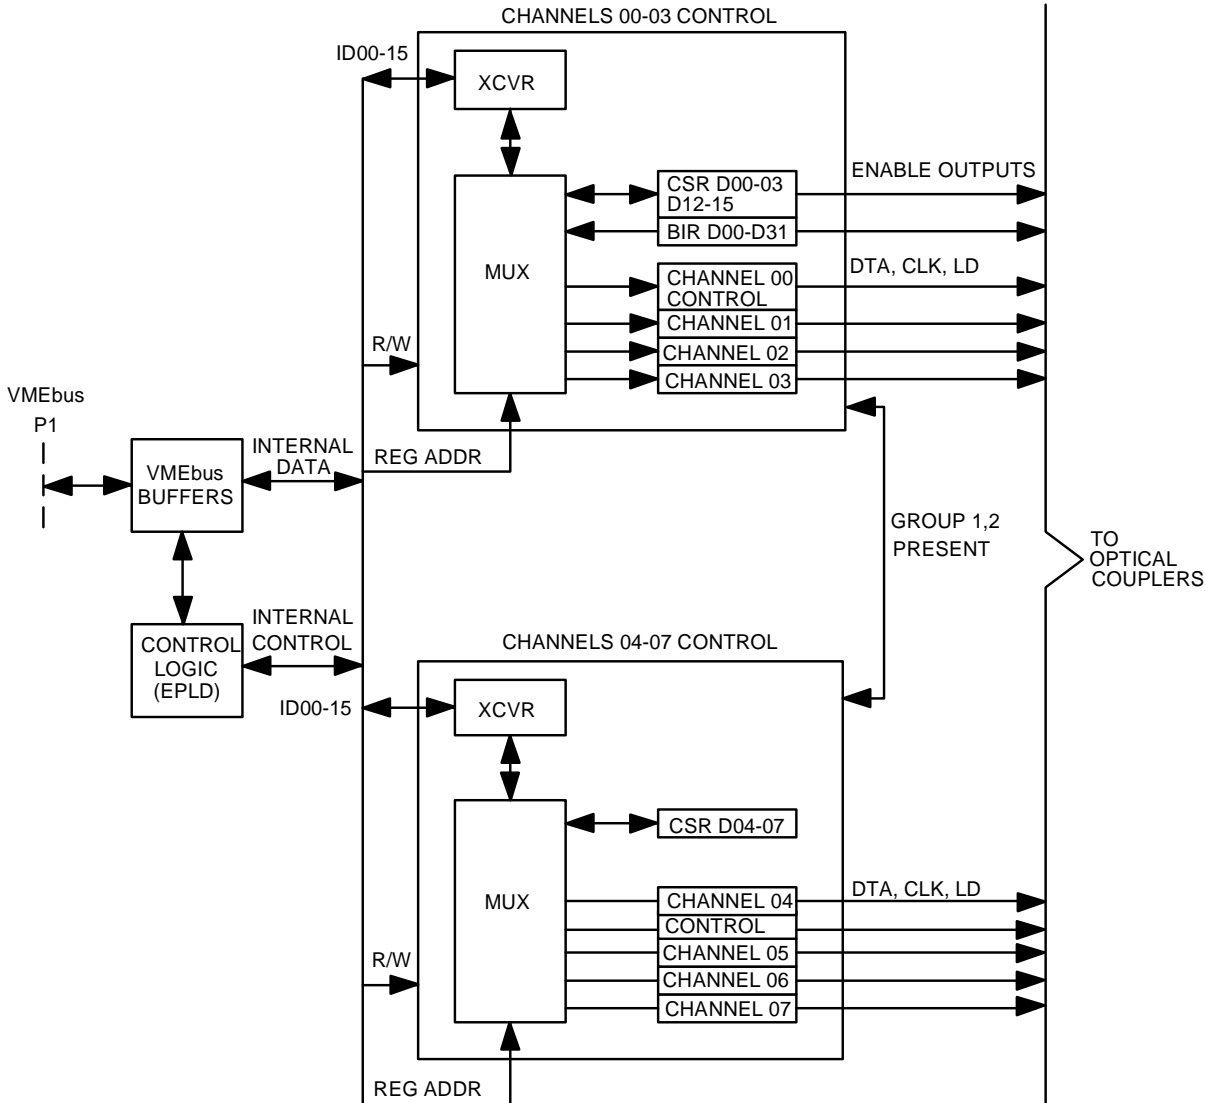 CHANNELS 00-03 CONTROL
ID00-15
XCVR
MUX
CSR D00-03
D12-15
BIR D00-D31
ENABLE OUTPUTS
CHANNEL 00
CONTROL
DTA, CLK, LD
CHANNEL 01
CHANNEL 02
CHANNEL 03
R/W
REG ADDR
VMEbus
P1
VMEbus
BUFFERS
INTERNAL
DATA
GROUP 1,2
PRESENT
TO
OPTICAL
COUPLERS
CONTROL
LOGIC
(EPLD)
INTERNAL
CONTROL
CHANNELS 04-07 CONTROL
ID00-15
XCVR
MUX
CSR D04-07
CHANNEL 04
CONTROL
DTA, CLK, LD
CHANNEL 05
CHANNEL 06
CHANNEL 07
R/W
REG ADDR